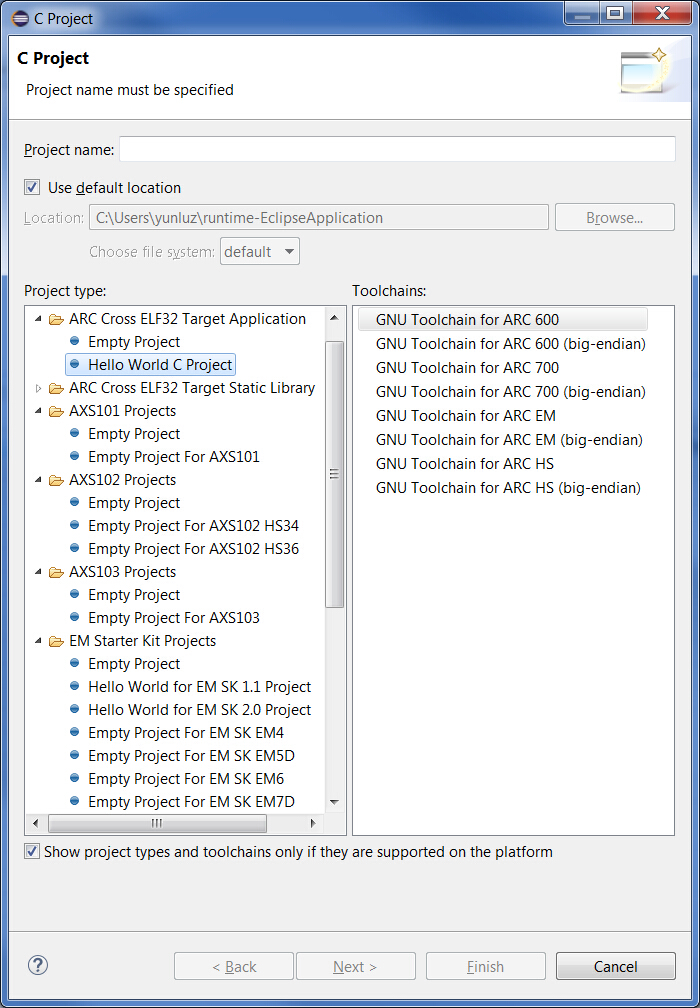 C Project
C Project
Project name must be specified
Project name:
Use default location
Location: C:\Users\yunluz\runtime-EclipseApplication Browse...
Choose file system: default
Project type:
ARC Cross ELF32 Target Application
Empty Project
Hello World C Project
ARC Cross ELF32 Target Static Library
AXS101 Projects
Empty Project
Empty Project For AXS101
AXS102 Projects
Empty Project
Empty Project For AXS102 HS34
Empty Project For AXS102 HS36
AXS103 Projects
Empty Project
Empty Project For AXS103
EM Starter Kit Projects
Empty Project
Hello World for EM SK 1.1 Project
Hello World for EM SK 2.0 Project
Empty Project For EM SK EM4
Empty Project For EM SK EM5D
Empty Project For EM SK EM6
Empty Project For EM SK EM7D
Toolchains:
GNU Toolchain for ARC 600
GNU Toolchain for ARC 600 (big-endian)
GNU Toolchain for ARC 700
GNU Toolchain for ARC 700 (big-endian)
GNU Toolchain for ARC EM
GNU Toolchain for ARC EM (big-endian)
GNU Toolchain for ARC HS
GNU Toolchain for ARC HS (big-endian)
Show project types and toolchains only if they are supported on the platform
? < Back Next > Finish Cancel